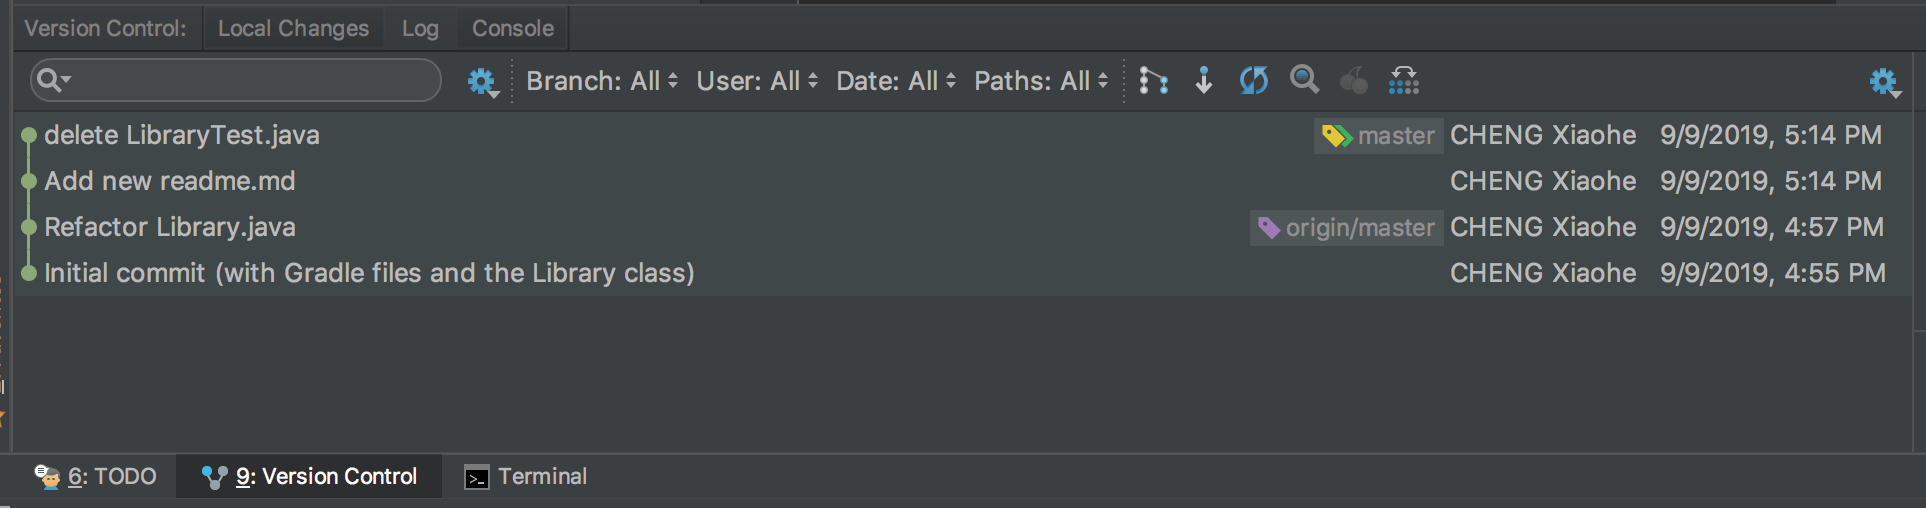 Version Control: Local Changes Log Console
Branch: All User: All Date: All Paths: All
delete LibraryTest.java master CHENG Xiaohe 9/9/2019, 5:14 PM
Add new readme.md CHENG Xiaohe 9/9/2019, 5:14 PM
Refactor Library.java origin/master CHENG Xiaohe 9/9/2019, 4:57 PM
Initial commit (with Gradle files and the Library class) CHENG Xiaohe 9/9/2019, 4:55 PM
6: TODO 9: Version Control Terminal